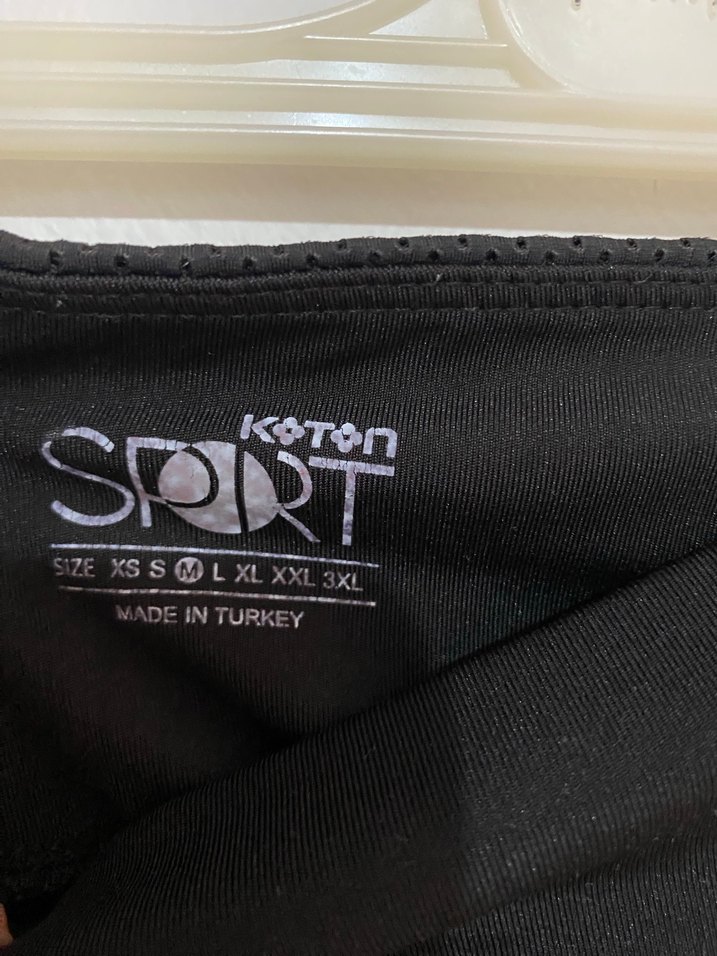 KOTON
SPORT
SIZE XS S M L XL XXL 3XL
MADE IN TURKEY